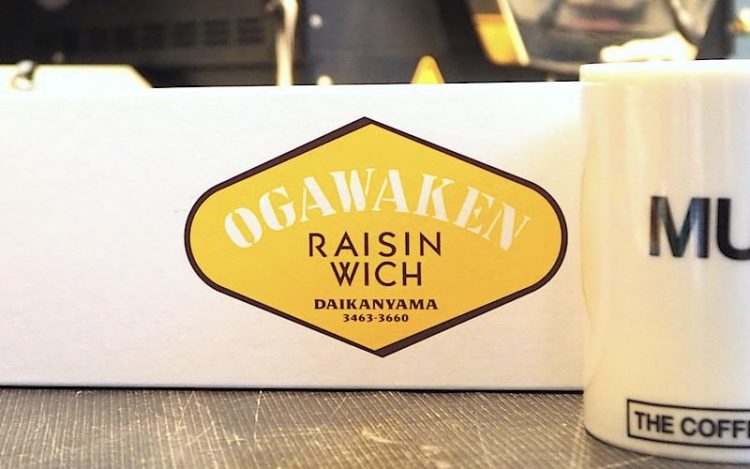 OGAWAKEN
RAISIN
WICH
DAIKANYAMA
3463-3660
MU
THE COFF